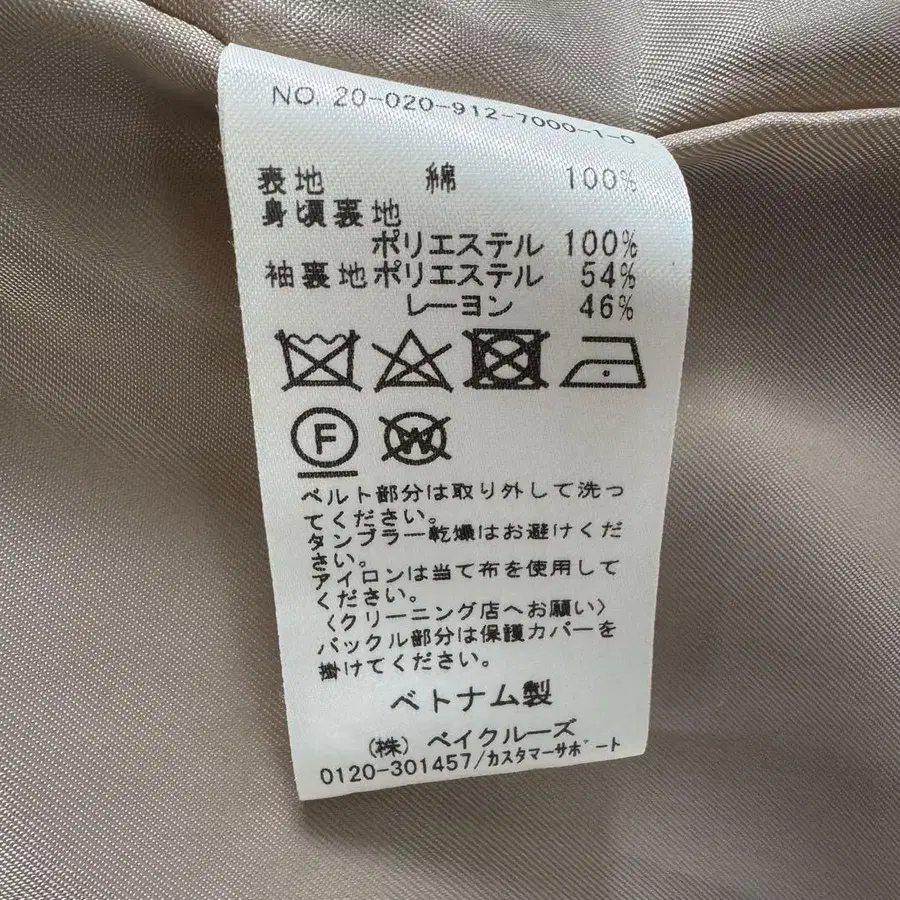 NO. 20-020-912-7000-1-0
表地 綿 100%
身頃裏地
ポリエステル 100%
袖裏地ポリエステル 54%
レーヨン 46%
F W
ベルト部分は取り外して洗っ
てください。
タンブラー乾燥はお避けくだ
さい。
アイロンは当て布を使用して
ください。
〈クリーニング店へお願い〉
バックル部分は保護カバーを
掛けてください。
ベトナム製
(株) ベイクルーズ
0120-301457/カスタマーサポート